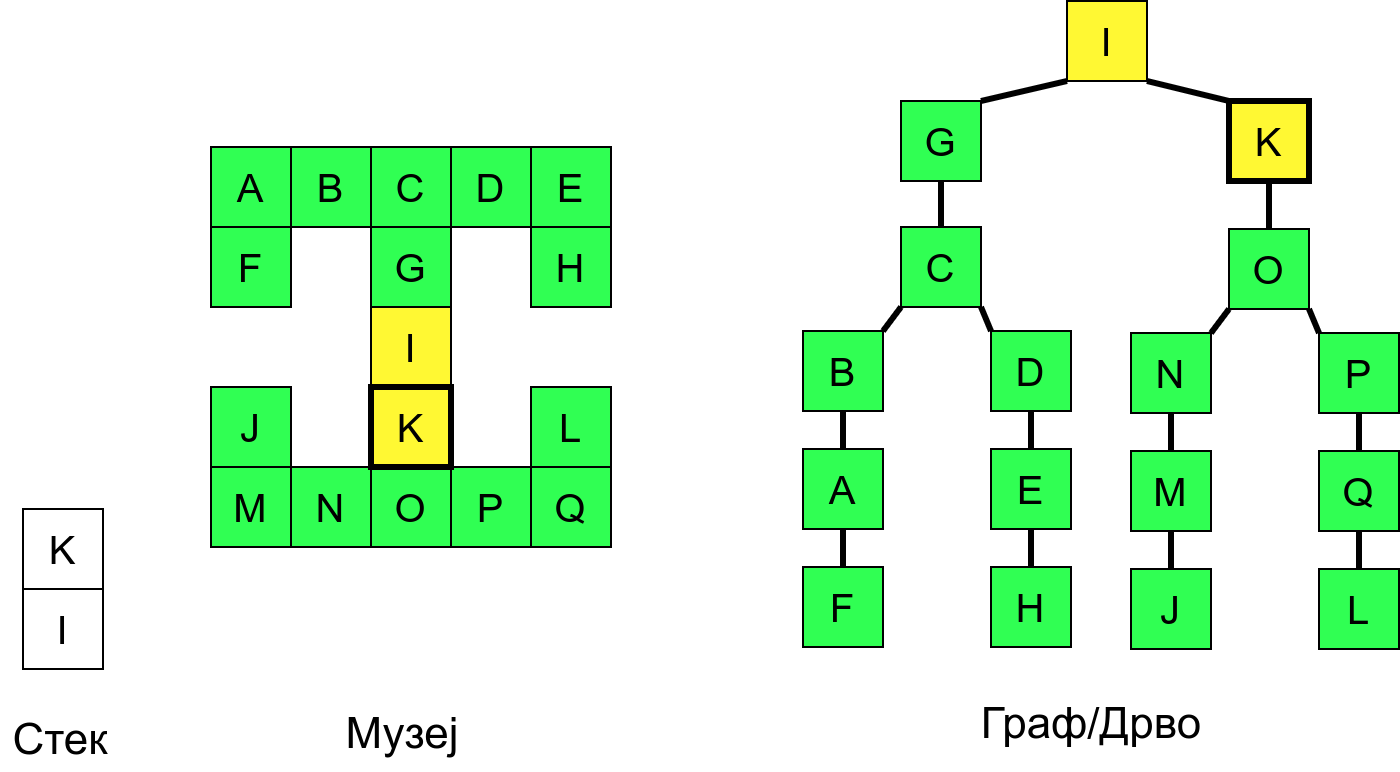 K
I
Стек
A B C D E
F G H
I
J K L
M N O P Q
Музеј
I
G K
C O
B D N P
A E M Q
F H J L
Граф/Дрво